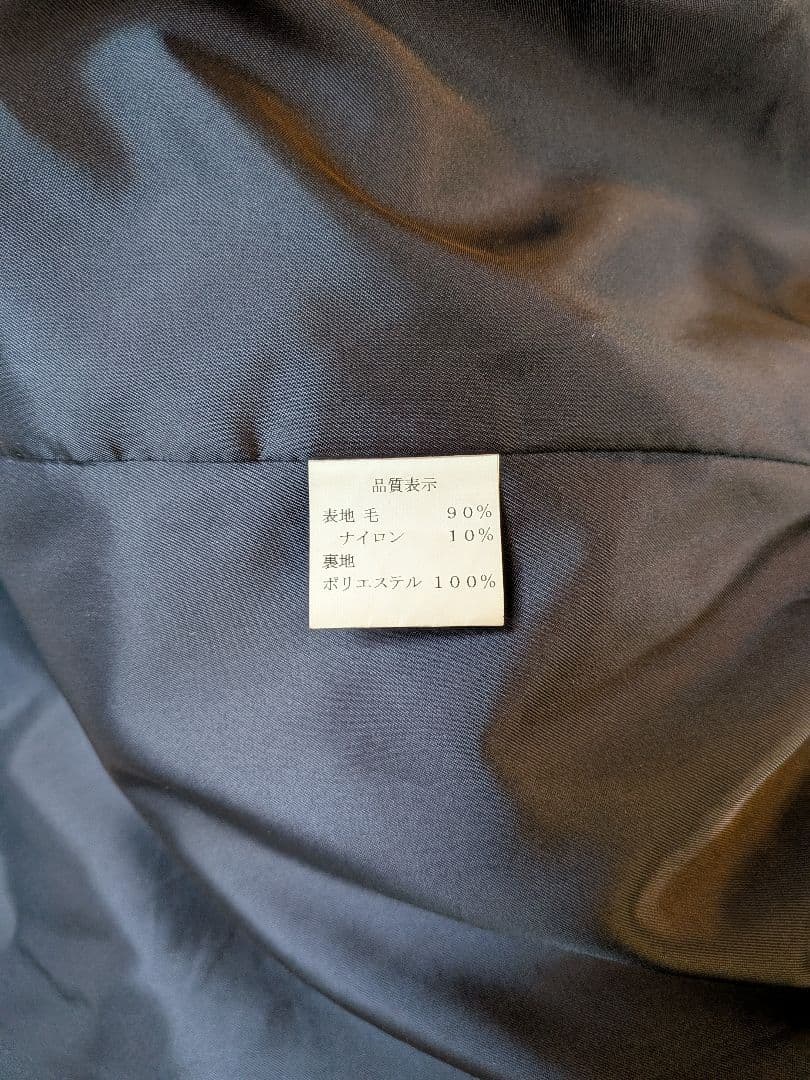 品質表示
表地 毛 90%
ナイロン 10%
裏地
ポリエステル 100%